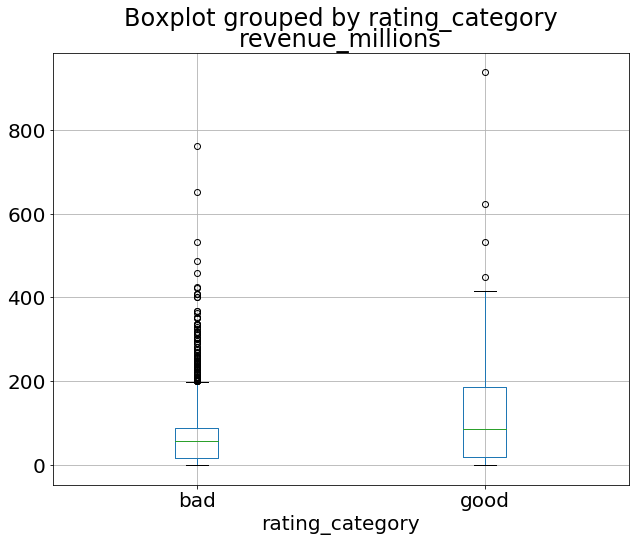 Boxplot grouped by rating_category
revenue_millions
800
600
400
200
0
bad good
rating_category